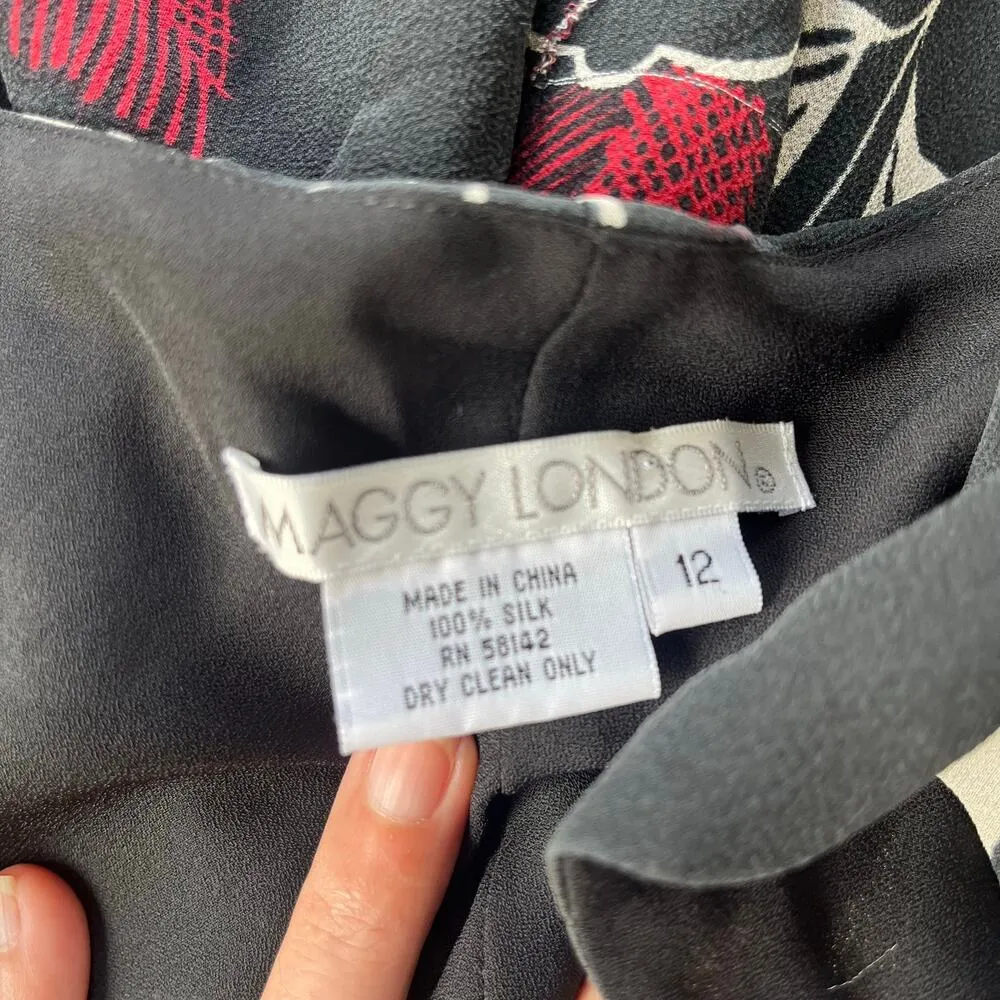 MAGGY LONDON®
MADE IN CHINA
100% SILK
RN 58142
DRY CLEAN ONLY
12